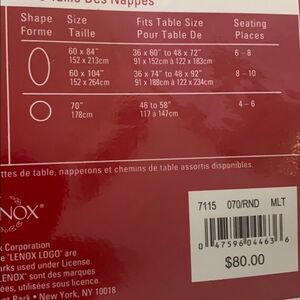 Taille Des Nappes
Shape Size Fits Table Size Seating
Forme Taille Pour Table De Places
60 x 84" 36 x 60" to 48 x 72" 6 – 8
152 x 213cm 91 x 152cm à 122 x 183cm
60 x 104" 36 x 74" to 48 x 92" 8 – 10
152 x 264cm 91 x 188cm à 122 x 234cm
70" 46 to 58" 4 – 6
178cm 117 à 147cm
ttes de table, napperons et chemins de table assortis disponibles.
NOX
Corporation
"LENOX LOGO" are
arks used under License.
LENOX" sont des marques
ées, utilisées sous licence.
Park • New York, NY 10018
7115 070/RND MLT
0 47596 04463 6
$80.00